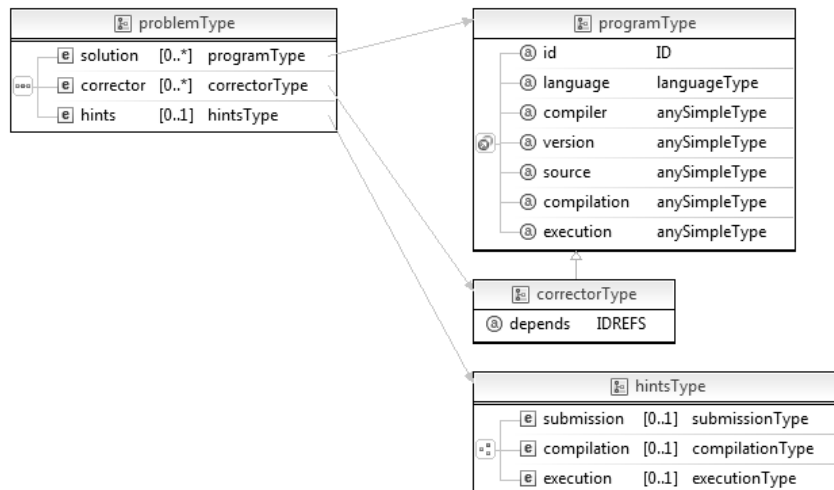 problemType
solution [0..*] programType
corrector [0..*] correctorType
hints [0..1] hintsType
programType
id ID
language languageType
compiler anySimpleType
version anySimpleType
source anySimpleType
compilation anySimpleType
execution anySimpleType
correctorType
depends IDREFS
hintsType
submission [0..1] submissionType
compilation [0..1] compilationType
execution [0..1] executionType